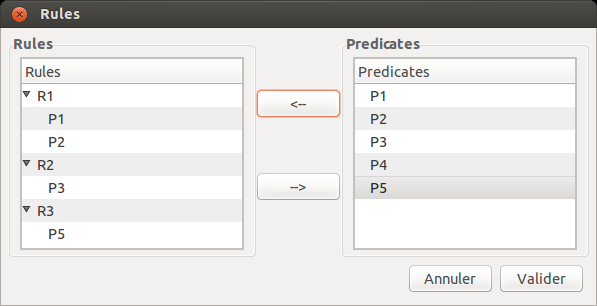 Rules
Rules
Rules
R1
P1
P2
R2
P3
R3
P5
<--
-->
Predicates
Predicates
P1
P2
P3
P4
P5
Annuler
Valider